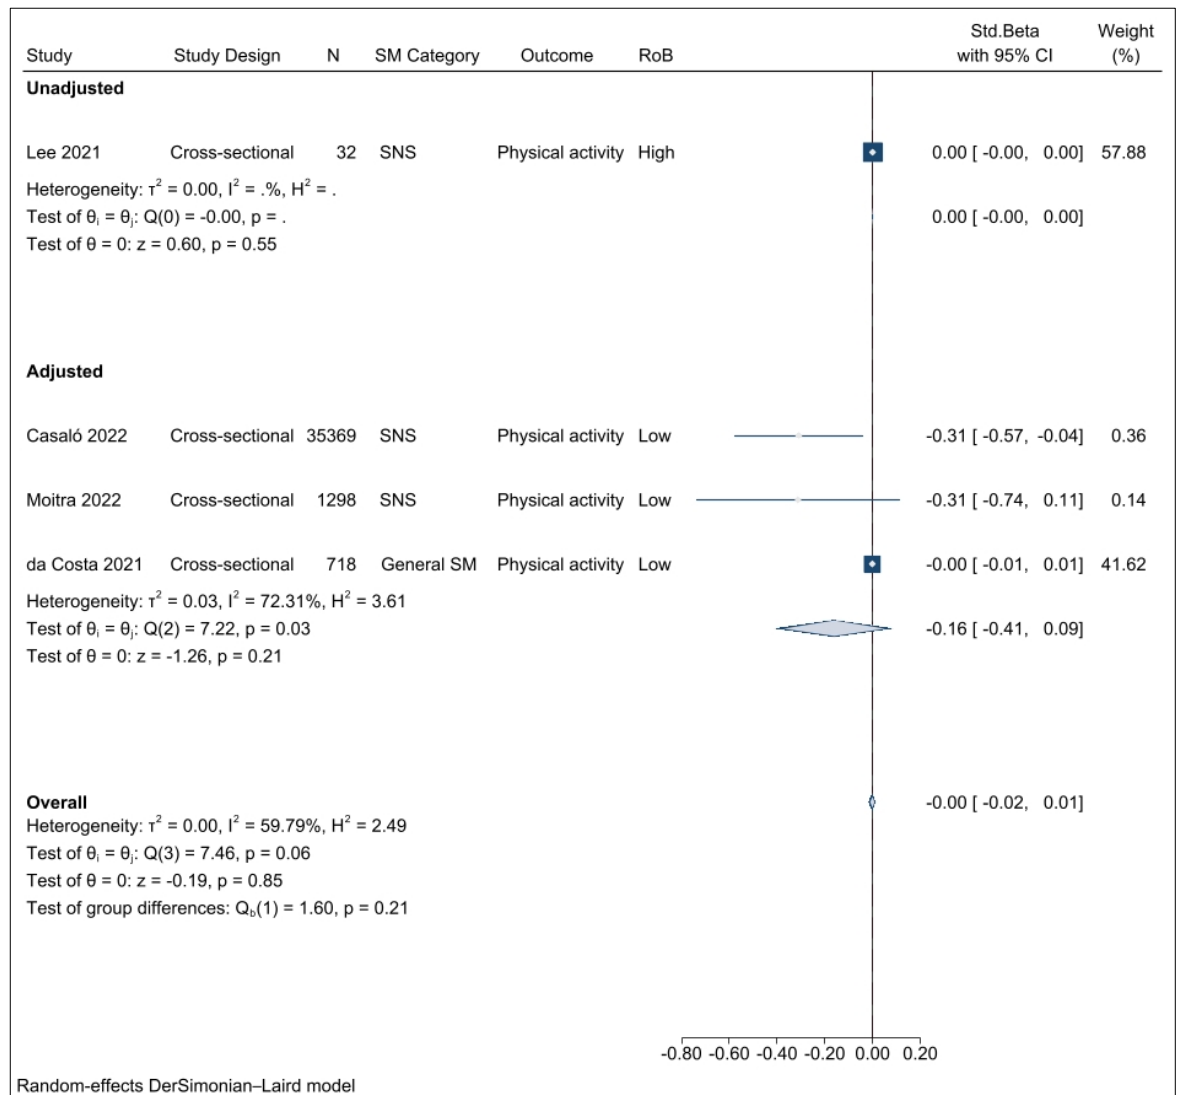 Std.Beta Weight
Study Study Design N SM Category Outcome RoB with 95% CI (%)
Unadjusted
Lee 2021 Cross-sectional 32 SNS Physical activity High 0.00 [ -0.00, 0.00] 57.88
Heterogeneity: τ² = 0.00, I² = .%, H² = .
Test of θᵢ = θⱼ: Q(0) = -0.00, p = . 0.00 [ -0.00, 0.00]
Test of θ = 0: z = 0.60, p = 0.55
Adjusted
Casaló 2022 Cross-sectional 35369 SNS Physical activity Low -0.31 [ -0.57, -0.04] 0.36
Moitra 2022 Cross-sectional 1298 SNS Physical activity Low -0.31 [ -0.74, 0.11] 0.14
da Costa 2021 Cross-sectional 718 General SM Physical activity Low -0.00 [ -0.01, 0.01] 41.62
Heterogeneity: τ² = 0.03, I² = 72.31%, H² = 3.61
Test of θᵢ = θⱼ: Q(2) = 7.22, p = 0.03 -0.16 [ -0.41, 0.09]
Test of θ = 0: z = -1.26, p = 0.21
Overall -0.00 [ -0.02, 0.01]
Heterogeneity: τ² = 0.00, I² = 59.79%, H² = 2.49
Test of θᵢ = θⱼ: Q(3) = 7.46, p = 0.06
Test of θ = 0: z = -0.19, p = 0.85
Test of group differences: Q_b(1) = 1.60, p = 0.21
-0.80 -0.60 -0.40 -0.20 0.00 0.20
Random-effects DerSimonian–Laird model